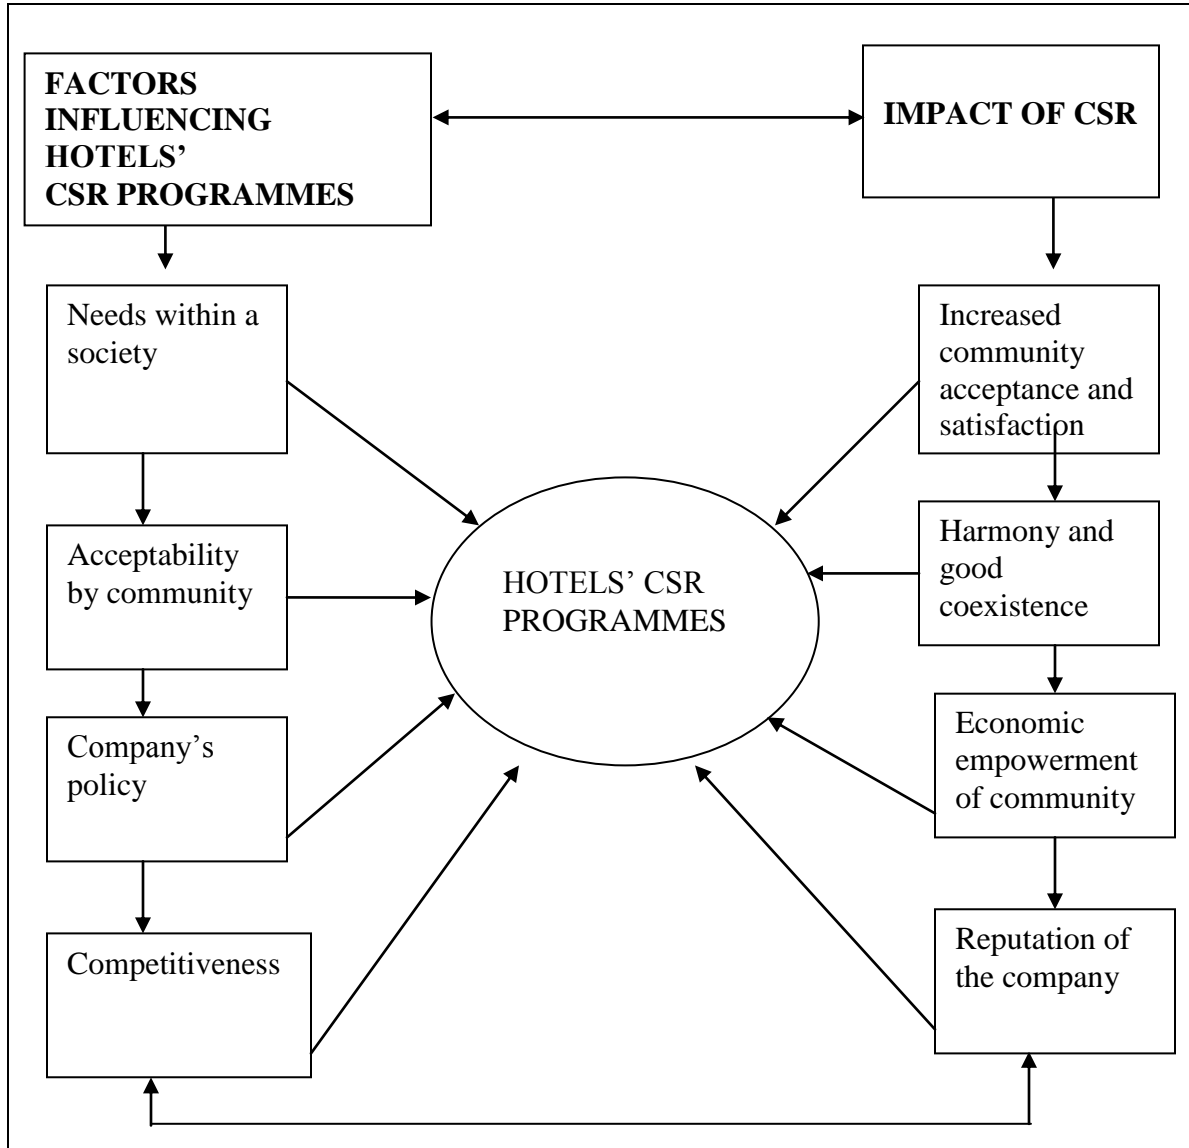 FACTORS
INFLUENCING
HOTELS’
CSR PROGRAMMES
IMPACT OF CSR
Needs within a
society
Increased
community
acceptance and
satisfaction
Acceptability
by community
HOTELS’ CSR
PROGRAMMES
Harmony and
good
coexistence
Company’s
policy
Economic
empowerment
of community
Competitiveness
Reputation of
the company